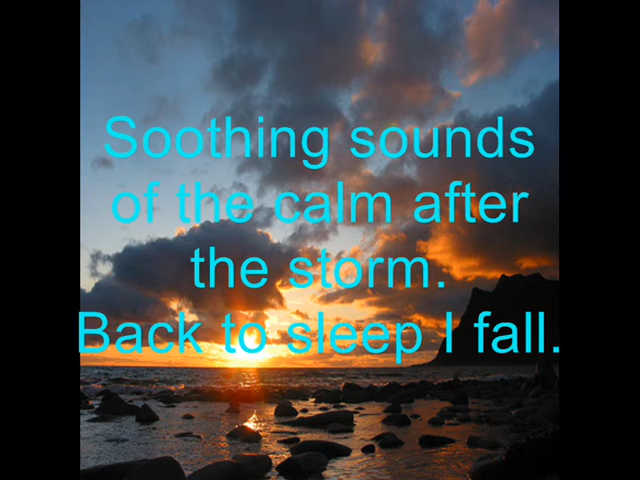 Soothing sounds
of the calm after
the storm.
Back to sleep I fall.